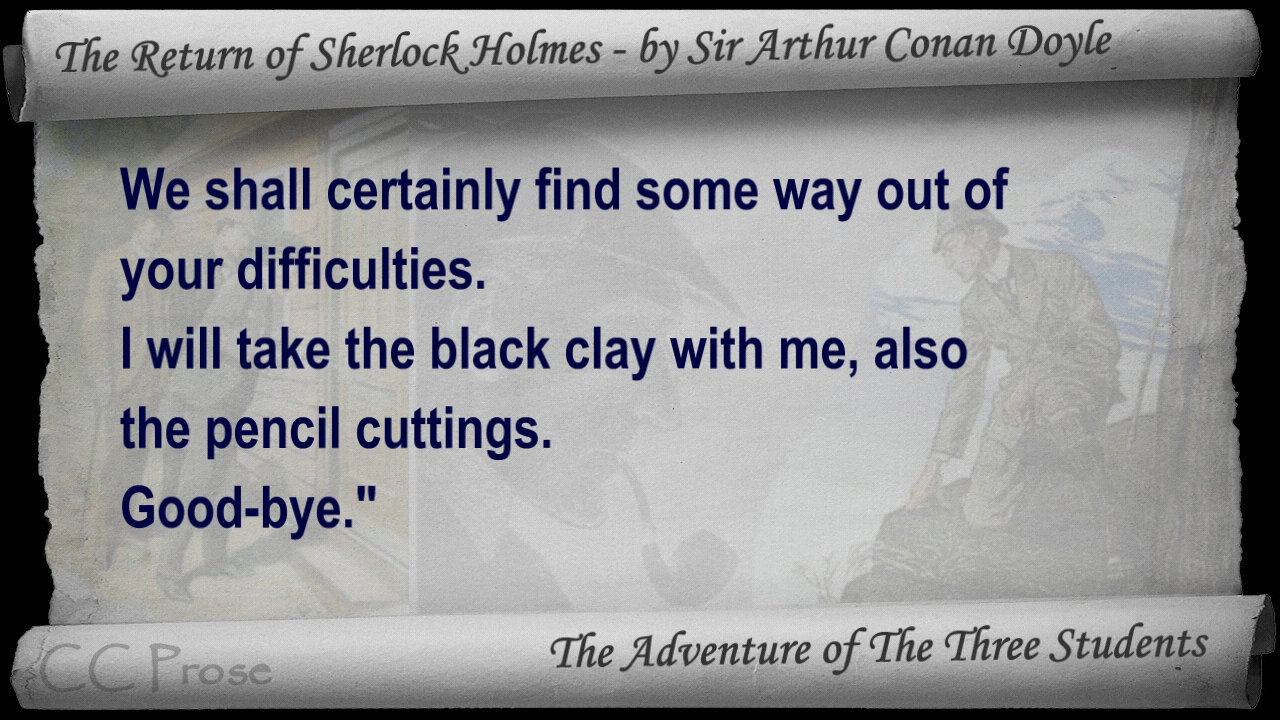 The Return of Sherlock Holmes - by Sir Arthur Conan Doyle
We shall certainly find some way out of
your difficulties.
I will take the black clay with me, also
the pencil cuttings.
Good-bye."
The Adventure of The Three Students
CC Prose